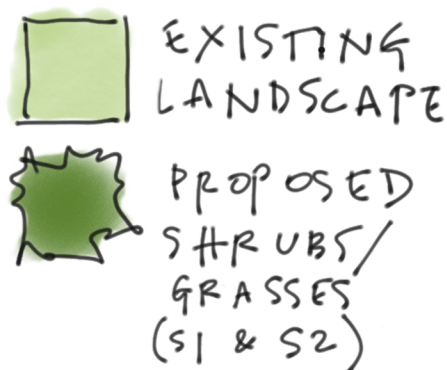 EXISTING
LANDSCAPE
PROPOSED
SHRUBS/
GRASSES
(S1 & S2)